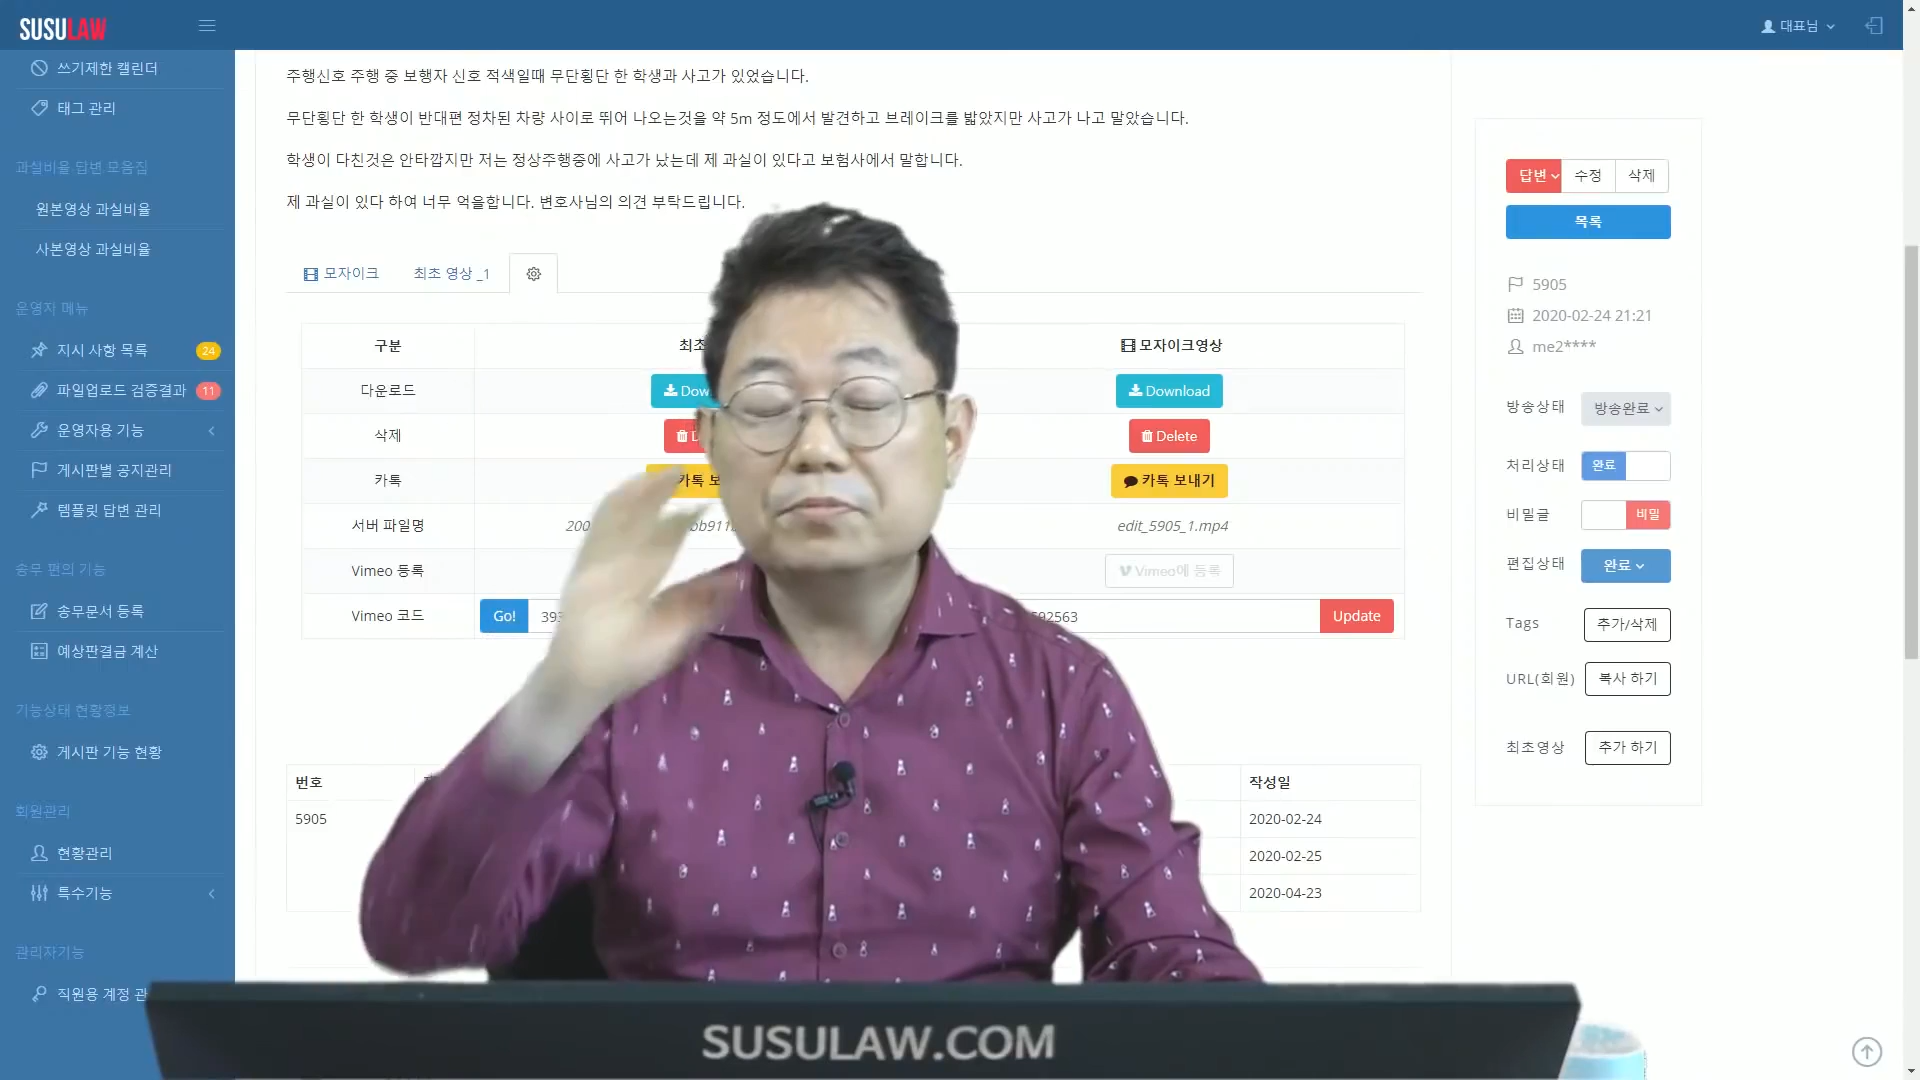 SUSULAW
대표님
쓰기제한 캘린더
태그 관리
과실비율 답변 모음집
원본영상 과실비율
사본영상 과실비율
운영자 메뉴
지시 사항 목록 24
파일업로드 검증결과 11
운영자용 기능
게시판별 공지관리
템플릿 답변 관리
송무 편의 기능
송무문서 등록
예상판결금 계산
기능상태 현황정보
게시판 기능 현황
회원관리
현황관리
특수기능
관리자기능
직원용 계정 관
주행신호 주행 중 보행자 신호 적색일때 무단횡단 한 학생과 사고가 있었습니다.
무단횡단 한 학생이 반대편 정차된 차량 사이로 뛰어 나오는것을 약 5m 정도에서 발견하고 브레이크를 밟았지만 사고가 나고 말았습니다.
학생이 다친것은 안타깝지만 저는 정상주행중에 사고가 났는데 제 과실이 있다고 보험사에서 말합니다.
제 과실이 있다 하여 너무 억울합니다. 변호사님의 의견 부탁드립니다.
모자이크 최초 영상 _1
구분 최초 모자이크영상
다운로드 Dow Download
삭제 D Delete
카톡 카톡 보 카톡 보내기
서버 파일명 200 bb911 edit_5905_1.mp4
Vimeo 등록 Vimeo에 등록
Vimeo 코드 Go! 393 592563 Update
번호 작성일
5905 2020-02-24
2020-02-25
2020-04-23
답변 수정 삭제
목록
5905
2020-02-24 21:21
me2****
방송상태 방송완료
처리상태 완료
비밀글 비밀
편집상태 완료
Tags 추가/삭제
URL(회원) 복사 하기
최초영상 추가 하기
SUSULAW.COM